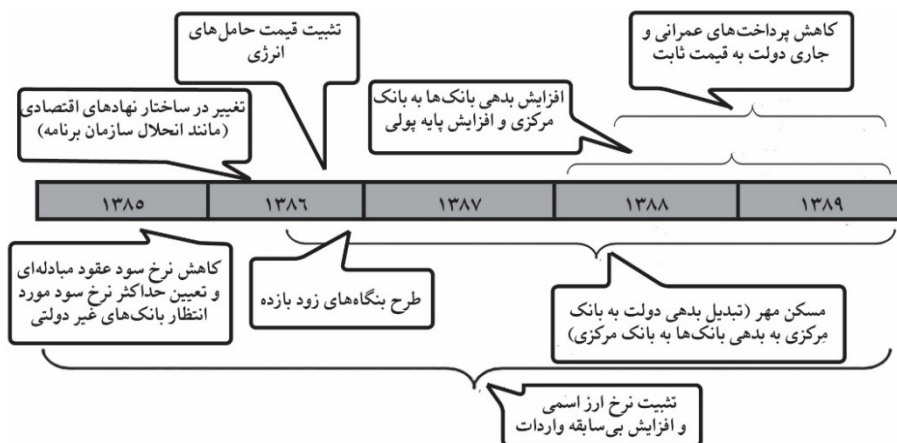 کاهش پرداخت‌های عمرانی و
جاری دولت به قیمت ثابت
تثبیت قیمت حامل‌های
انرژی
افزایش بدهی بانک‌ها به بانک
مرکزی و افزایش پایه پولی
تغییر در ساختار نهادهای اقتصادی
(مانند انحلال سازمان برنامه)
۱۳۸۵
۱۳۸۶
۱۳۸۷
۱۳۸۸
۱۳۸۹
کاهش نرخ سود عقود مبادله‌ای
و تعیین حداکثر نرخ سود مورد
انتظار بانک‌های غیر دولتی
طرح بنگاه‌های زود بازده
مسکن مهر (تبدیل بدهی دولت به بانک
مرکزی به بدهی بانک‌ها به بانک مرکزی)
تثبیت نرخ ارز اسمی
و افزایش بی‌سابقه واردات